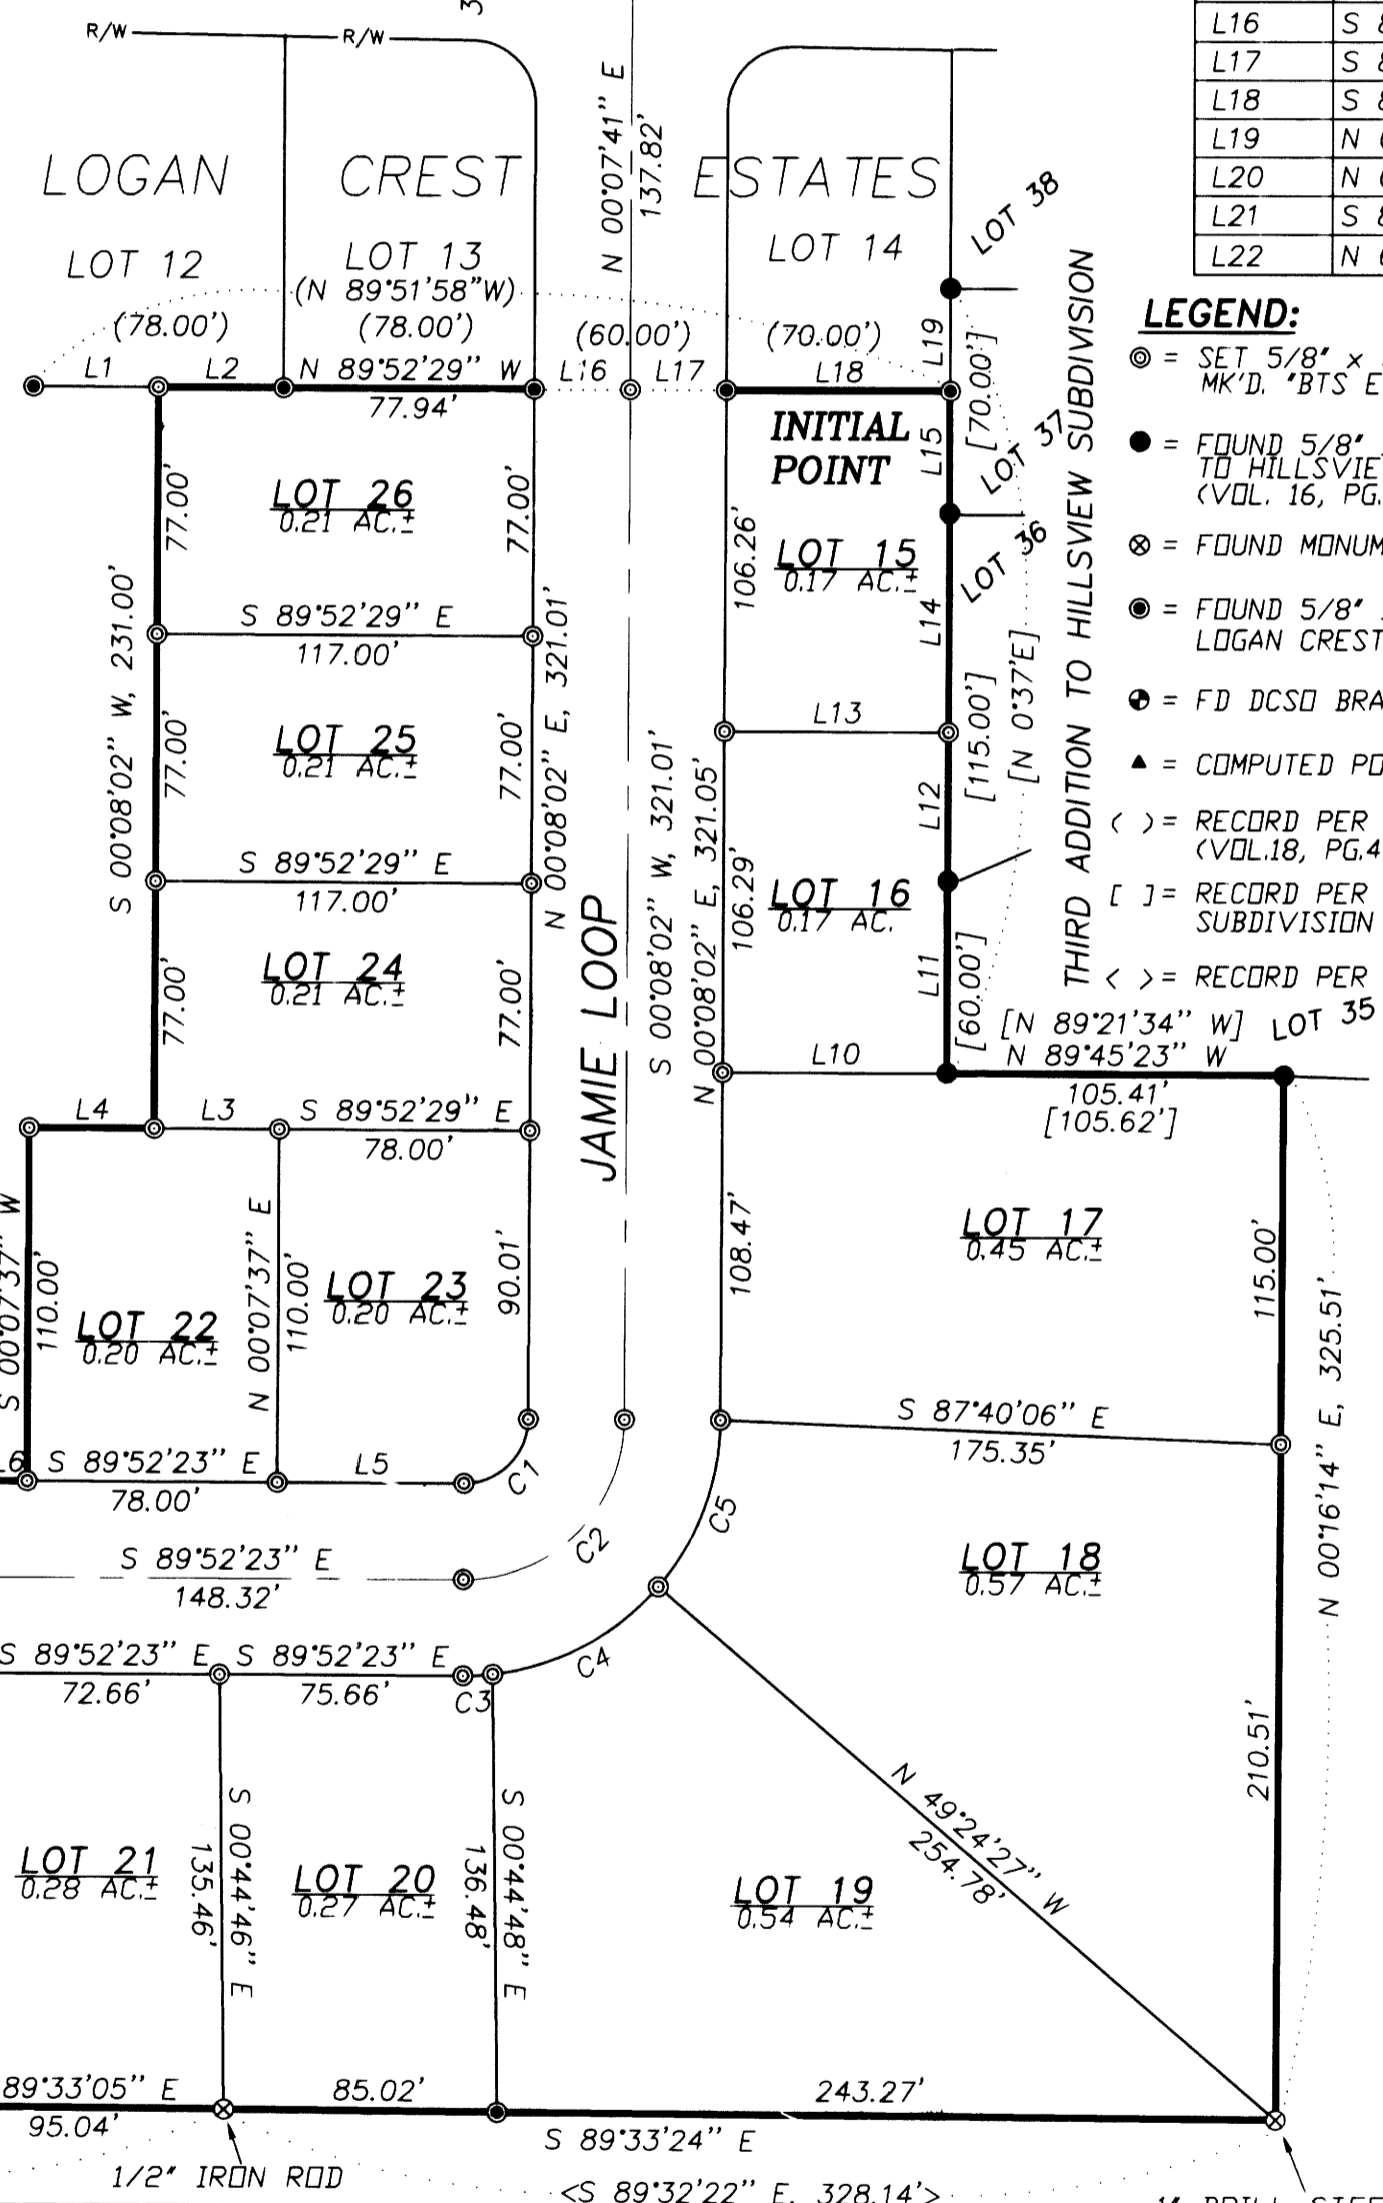 R/W
R/W
N 00°07'41" E
137.82'
L16 S
L17 S
L18 S
L19 N
L20 N
L21 S
L22 N
LOGAN CREST ESTATES
LOT 12
LOT 13
LOT 14
LOT 38
(N 89°51'58"W)
(78.00')
(78.00')
(60.00')
(70.00')
L1
L2
N 89°52'29" W
77.94'
L16
L17
L18
L19
[70.00']
INITIAL
POINT
L15
LOT 37
LOT 36
LEGEND:
= SET 5/8" x
MK'D. "BTS E
= FOUND 5/8"
TO HILLSVIE
(VOL. 16, PG.
= FOUND MONUM
= FOUND 5/8"
LOGAN CREST
= FD DCSO BRA
= COMPUTED PO
( )= RECORD PER
(VOL.18, PG.4
[ ]= RECORD PER
SUBDIVISION
< >= RECORD PER
THIRD ADDITION TO HILLSVIEW SUBDIVISION
LOT 26
0.21 AC.±
77.00'
77.00'
S 00°08'02" W, 231.00'
S 89°52'29" E
117.00'
N 00°08'02" E, 321.01'
LOT 15
0.17 AC.±
106.26'
L14
L13
[115.00']
[N 0°37'E]
LOT 25
0.21 AC.±
77.00'
77.00'
S 89°52'29" E
117.00'
JAMIE LOOP
S 00°08'02" W, 321.01'
N 00°08'02" E, 321.05'
106.29'
L12
LOT 16
0.17 AC.
L11
[60.00']
L10
[N 89°21'34" W]
LOT 35
N 89°45'23" W
105.41'
[105.62']
LOT 24
0.21 AC.±
77.00'
77.00'
L4
L3
S 89°52'29" E
78.00'
S 00°07'37" W
110.00'
LOT 22
0.20 AC.±
N 00°07'37" E
110.00'
LOT 23
0.20 AC.±
90.01'
108.47'
LOT 17
0.45 AC.±
115.00'
N 00°16'14" E, 325.51'
S 87°40'06" E
175.35'
L6
S 89°52'23" E
78.00'
L5
C1
C2
C5
S 89°52'23" E
148.32'
LOT 18
0.57 AC.±
210.51'
S 89°52'23" E
72.66'
S 89°52'23" E
75.66'
C3
C4
N 49°24'27" W
254.78'
LOT 21
0.28 AC.±
S 00°44'46" E
135.46'
LOT 20
0.27 AC.±
S 00°44'48" E
136.48'
LOT 19
0.54 AC.±
89°33'05" E
95.04'
85.02'
243.27'
S 89°33'24" E
1/2" IRON ROD
<S 89°32'22" E, 328.14'>